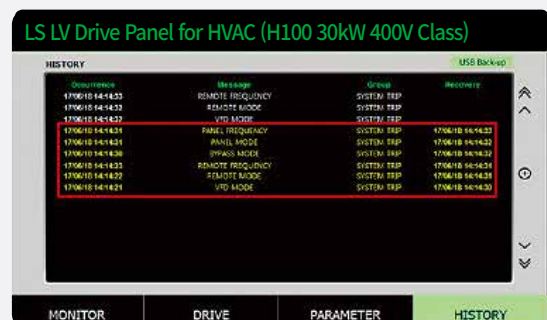 LS LV Drive Panel for HVAC (H100 30kW 400V Class)
HISTORY USB Back-up
Occurrence Message Group Recovery
17/06/18 14:14:33 REMOTE FREQUENCY SYSTEM TRIP
17/06/18 14:14:32 REMOTE MODE SYSTEM TRIP
17/06/18 14:14:32 VFD MODE SYSTEM TRIP
17/06/18 14:14:31 PANEL FREQUENCY SYSTEM TRIP 17/06/18 14:14:33
17/06/18 14:14:31 PANEL MODE SYSTEM TRIP 17/06/18 14:14:32
17/06/18 14:14:30 BYPASS MODE SYSTEM TRIP 17/06/18 14:14:32
17/06/18 14:14:23 REMOTE FREQUENCY SYSTEM TRIP 17/06/18 14:14:31
17/06/18 14:14:22 REMOTE MODE SYSTEM TRIP 17/06/18 14:14:31
17/06/18 14:14:21 VFD MODE SYSTEM TRIP 17/06/18 14:14:30
MONITOR DRIVE PARAMETER HISTORY